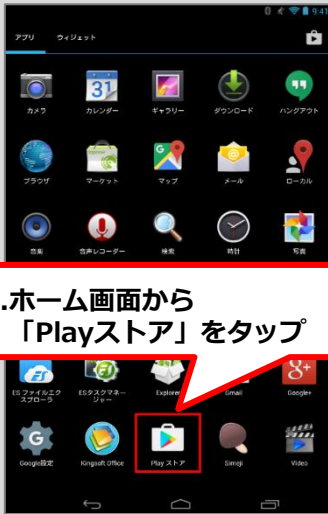 9:41
アプリ ウィジェット
カメラ カレンダー ギャラリー ダウンロード ハングアウト
31
ブラウザ マーケット マップ メール ローカル
音楽 音声レコーダー 検索 時計 写真
.ホーム画面から
「Playストア」をタップ
ESファイルエク
スプローラ
ESタスクマネー
ジャー
Explorer
Gmail
Google+
Google設定 Kingsoft Office Play ストア Simeji Video